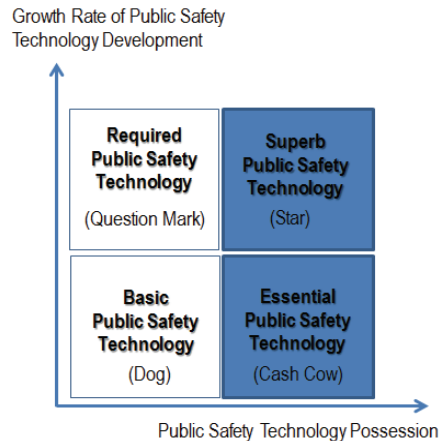 Growth Rate of Public Safety
Technology Development
Required
Public Safety
Technology
(Question Mark)
Superb
Public Safety
Technology
(Star)
Basic
Public Safety
Technology
(Dog)
Essential
Public Safety
Technology
(Cash Cow)
Public Safety Technology Possession